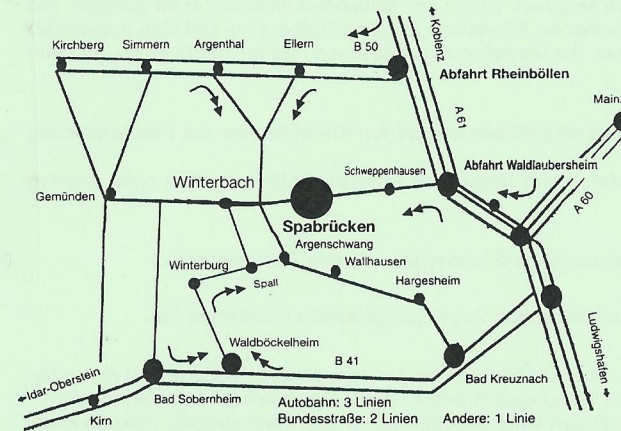 Kirchberg
Simmern
Argenthal
Ellern
B 50
Koblenz
Abfahrt Rheinböllen
A 61
Mainz
Schweppenhausen
Abfahrt Waldlaubersheim
A 60
Gemünden
Winterbach
Spabrücken
Argenschwang
Wallhausen
Winterburg
Spall
Hargesheim
Waldböckelheim
B 41
Ludwigshafen
Idar-Oberstein
Bad Kreuznach
Kirn
Bad Sobernheim
Autobahn: 3 Linien
Bundesstraße: 2 Linien
Andere: 1 Linie